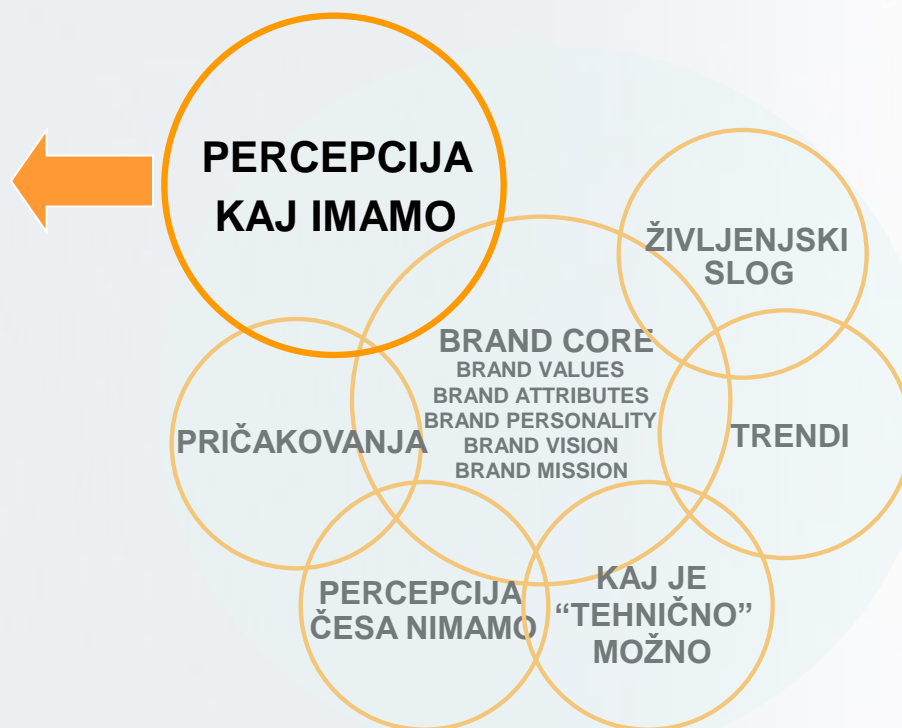 PERCEPCIJA
KAJ IMAMO
ŽIVLJENJSKI
SLOG
BRAND CORE
BRAND VALUES
BRAND ATTRIBUTES
BRAND PERSONALITY
BRAND VISION
BRAND MISSION
PRIČAKOVANJA
TRENDI
PERCEPCIJA
ČESA NIMAMO
KAJ JE
“TEHNIČNO”
MOŽNO